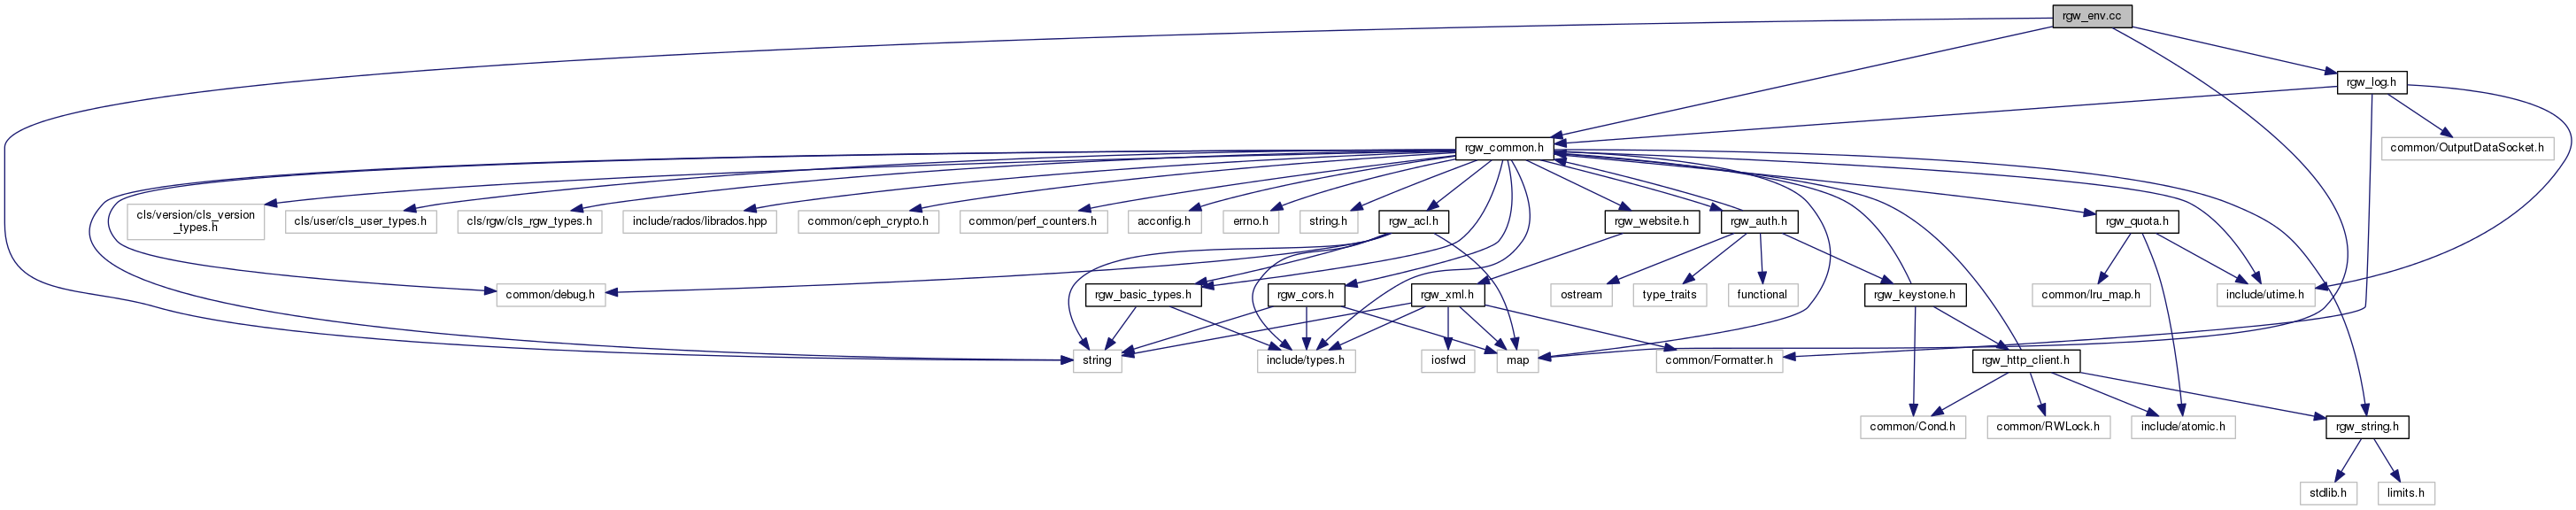 rgw_env.cc
rgw_log.h
rgw_common.h
common/OutputDataSocket.h
cls/version/cls_version
_types.h
cls/user/cls_user_types.h
cls/rgw/cls_rgw_types.h
include/rados/librados.hpp
common/ceph_crypto.h
common/perf_counters.h
acconfig.h
errno.h
string.h
rgw_acl.h
rgw_website.h
rgw_auth.h
rgw_quota.h
common/debug.h
rgw_basic_types.h
rgw_cors.h
rgw_xml.h
ostream
type_traits
functional
rgw_keystone.h
common/lru_map.h
include/utime.h
string
include/types.h
iosfwd
map
common/Formatter.h
rgw_http_client.h
common/Cond.h
common/RWLock.h
include/atomic.h
rgw_string.h
stdlib.h
limits.h